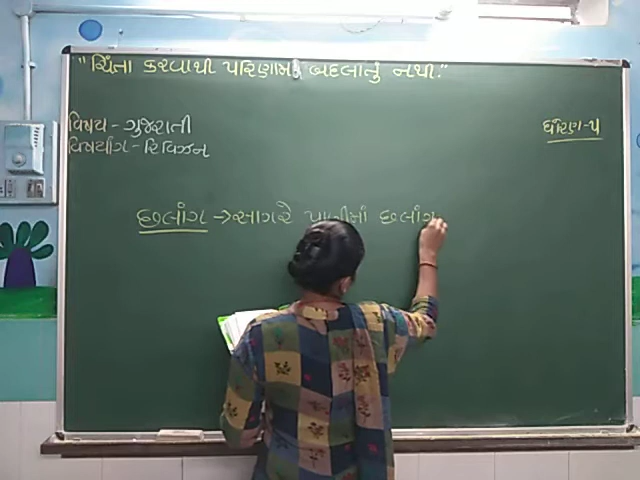 "ચિંતા કરવાથી પરિણામ બદલાતું નથી."
વિષય - ગુજરાતી
ધોરણ - ૫
વિષયાંગ - રિવિઝન
છલાંગ → સાગરે પાણીમાં છલાંગ